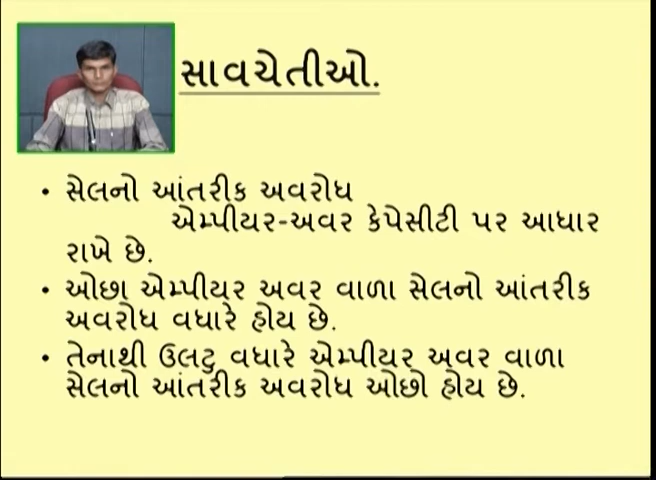 સાવચેતીઓ.
• સેલનો આંતરીક અવરોધ
એમ્પીયર-અવર કેપેસીટી પર આધાર
રાખે છે.
• ઓછા એમ્પીયર અવર વાળા સેલનો આંતરીક
અવરોધ વધારે હોય છે.
• તેનાથી ઉલટુ વધારે એમ્પીયર અવર વાળા
સેલનો આંતરીક અવરોધ ઓછો હોય છે.